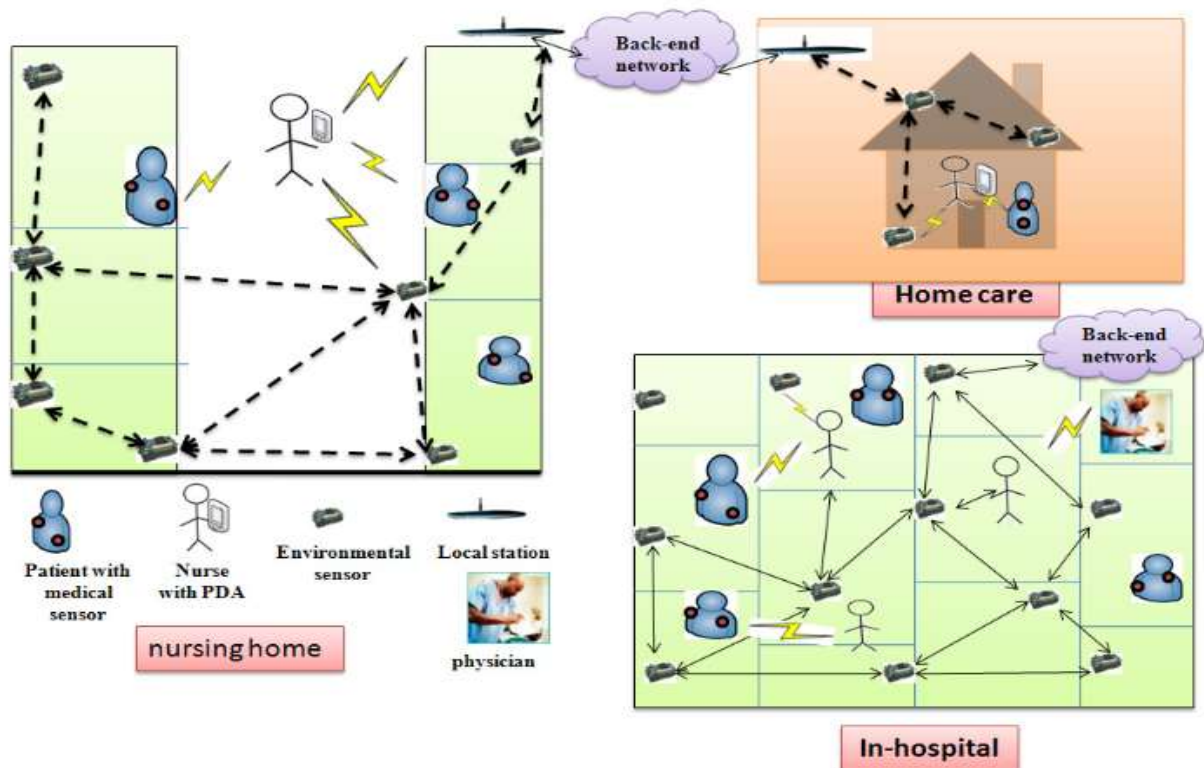 Back-end
network
Home care
Back-end
network
Patient with
medical
sensor
Nurse
with PDA
Environmental
sensor
Local station
physician
nursing home
In-hospital